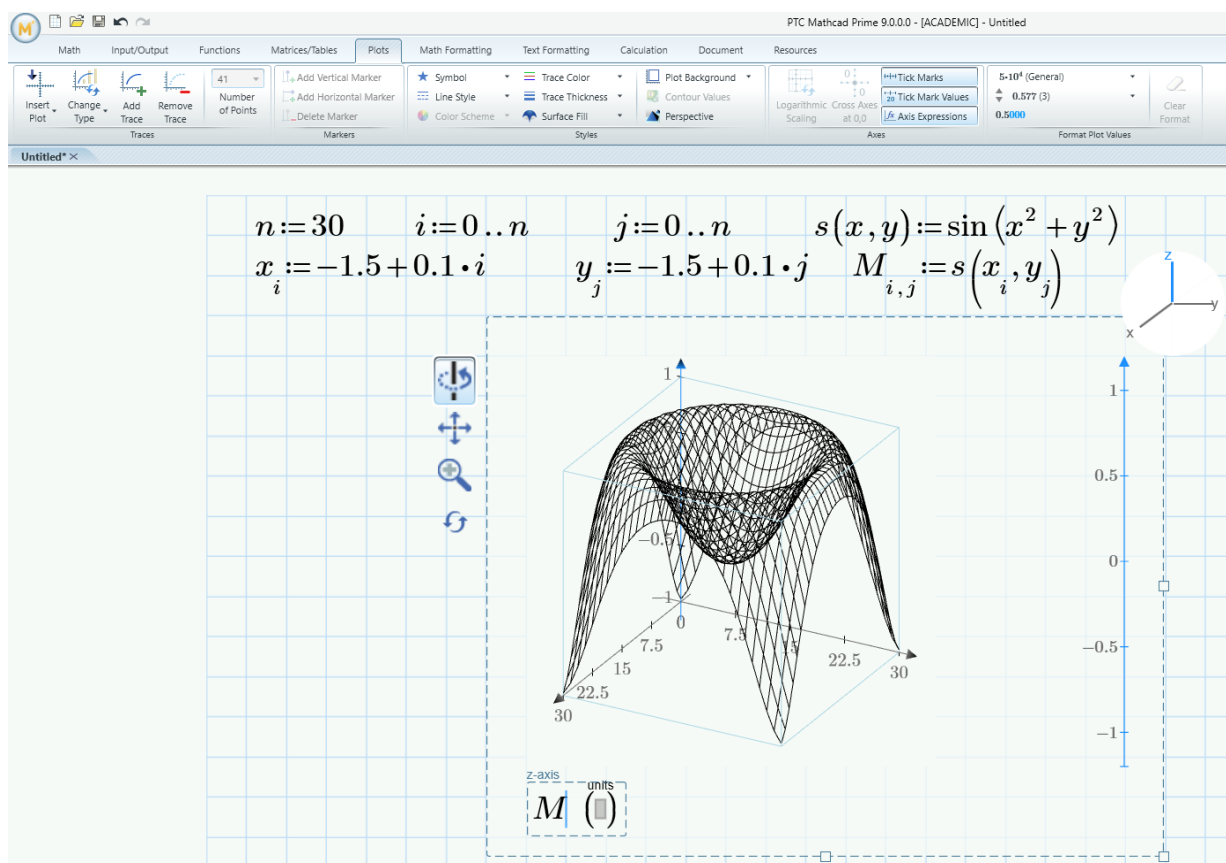 PTC Mathcad Prime 9.0.0.0 - [ACADEMIC] - Untitled
Math Input/Output Functions Matrices/Tables Plots Math Formatting Text Formatting Calculation Document Resources
Insert Plot
Change Type
Add Trace
Remove Trace
41
Number of Points
Traces
Add Vertical Marker
Add Horizontal Marker
Delete Marker
Markers
Symbol
Line Style
Color Scheme
Trace Color
Trace Thickness
Surface Fill
Plot Background
Contour Values
Perspective
Styles
Logarithmic Scaling
Cross Axes at 0,0
Tick Marks
Tick Mark Values
Axis Expressions
Axes
5•10⁴ (General)
0.577 (3)
0.5000
Format Plot Values
Clear Format
Untitled*
n:=30 i:=0..n j:=0..n s(x,y):=sin(x²+y²)
x_i:=-1.5+0.1•i y_j:=-1.5+0.1•j M_{i,j}:=s(x_i,y_j)
z
y
x
1
-0.5
-1
0
7.5
15
22.5
30
7.5
15
22.5
30
1
0.5
0
-0.5
-1
z-axis
units
M ()